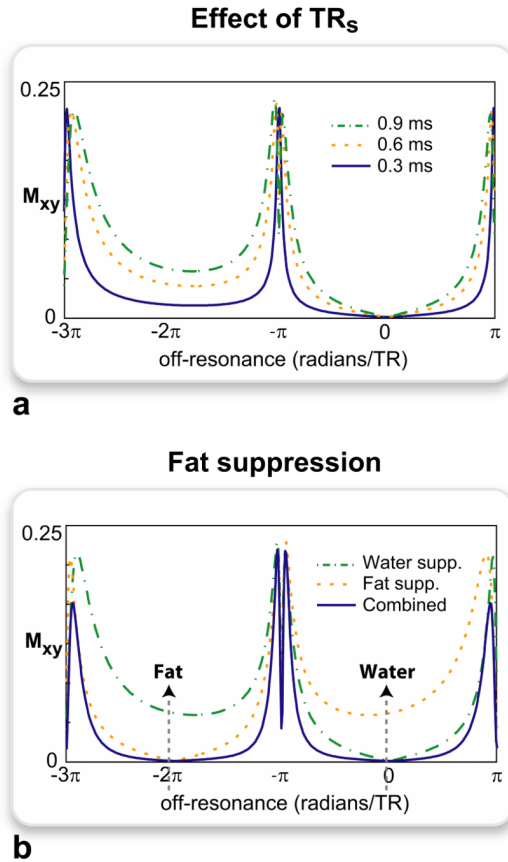 Effect of TRs
0.25
0.9 ms
0.6 ms
0.3 ms
Mxy
0
-3π
-2π
-π
0
π
off-resonance (radians/TR)
a
Fat suppression
0.25
Water supp.
Fat supp.
Combined
Mxy
Fat
Water
0
-3π
-2π
-π
0
π
off-resonance (radians/TR)
b